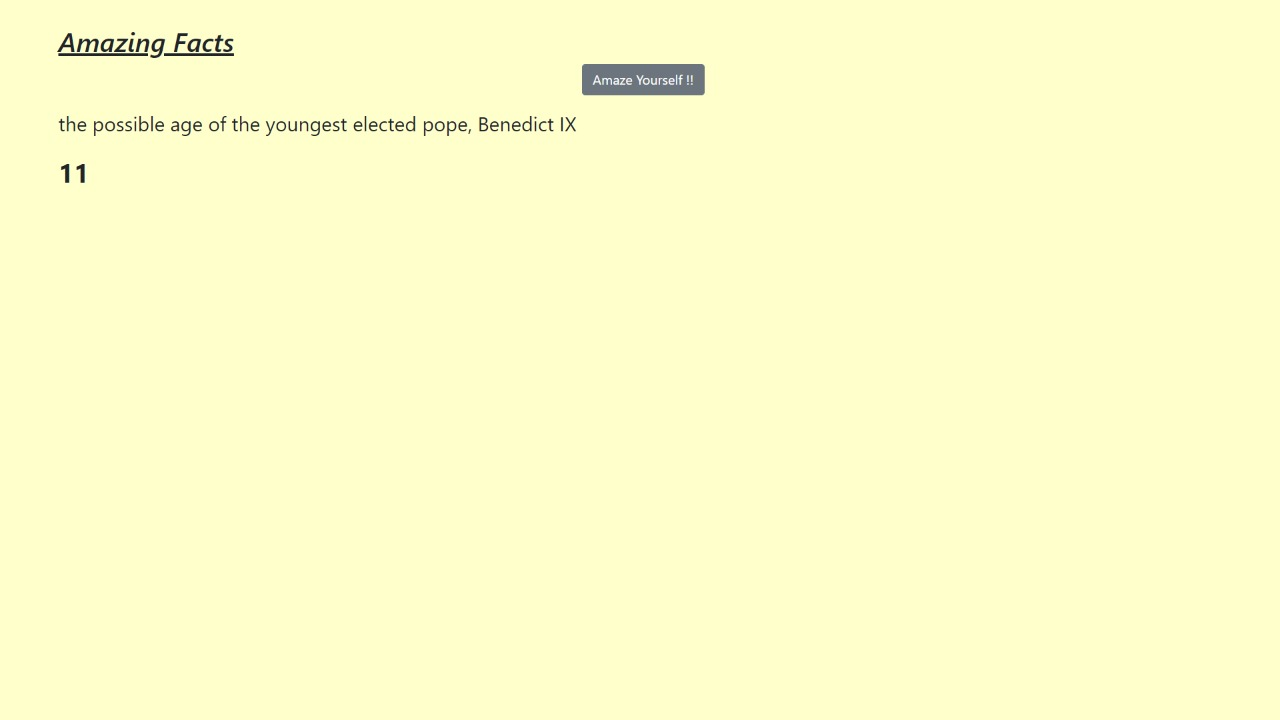 Amazing Facts
Amaze Yourself !!
the possible age of the youngest elected pope, Benedict IX
11